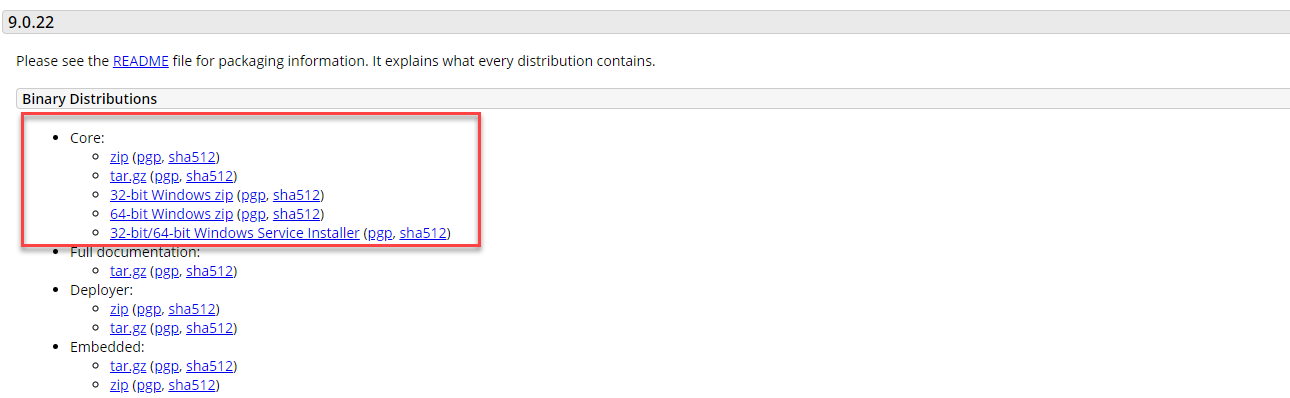 9.0.22
Please see the README file for packaging information. It explains what every distribution contains.
Binary Distributions
Core:
zip (pgp, sha512)
tar.gz (pgp, sha512)
32-bit Windows zip (pgp, sha512)
64-bit Windows zip (pgp, sha512)
32-bit/64-bit Windows Service Installer (pgp, sha512)
Full documentation:
tar.gz (pgp, sha512)
Deployer:
zip (pgp, sha512)
tar.gz (pgp, sha512)
Embedded:
tar.gz (pgp, sha512)
zip (pgp, sha512)